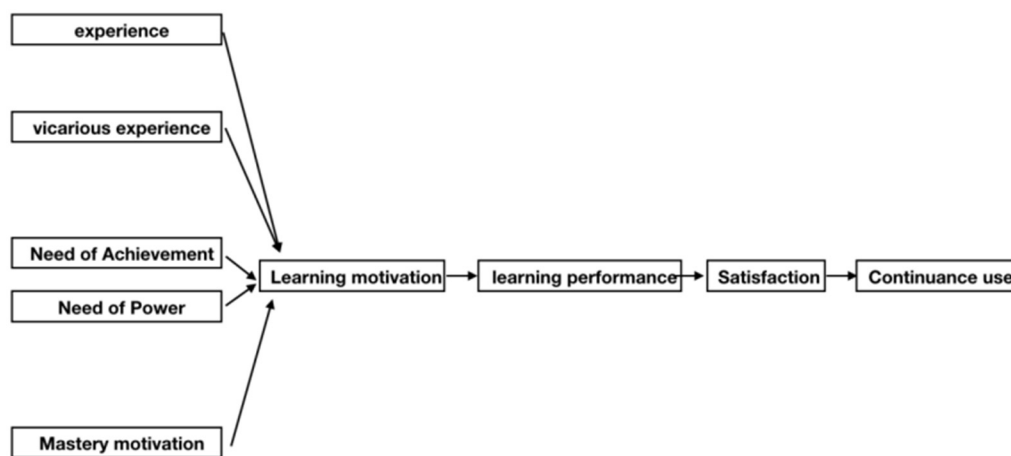 experience
vicarious experience
Need of Achievement
Need of Power
Mastery motivation
Learning motivation
learning performance
Satisfaction
Continuance use